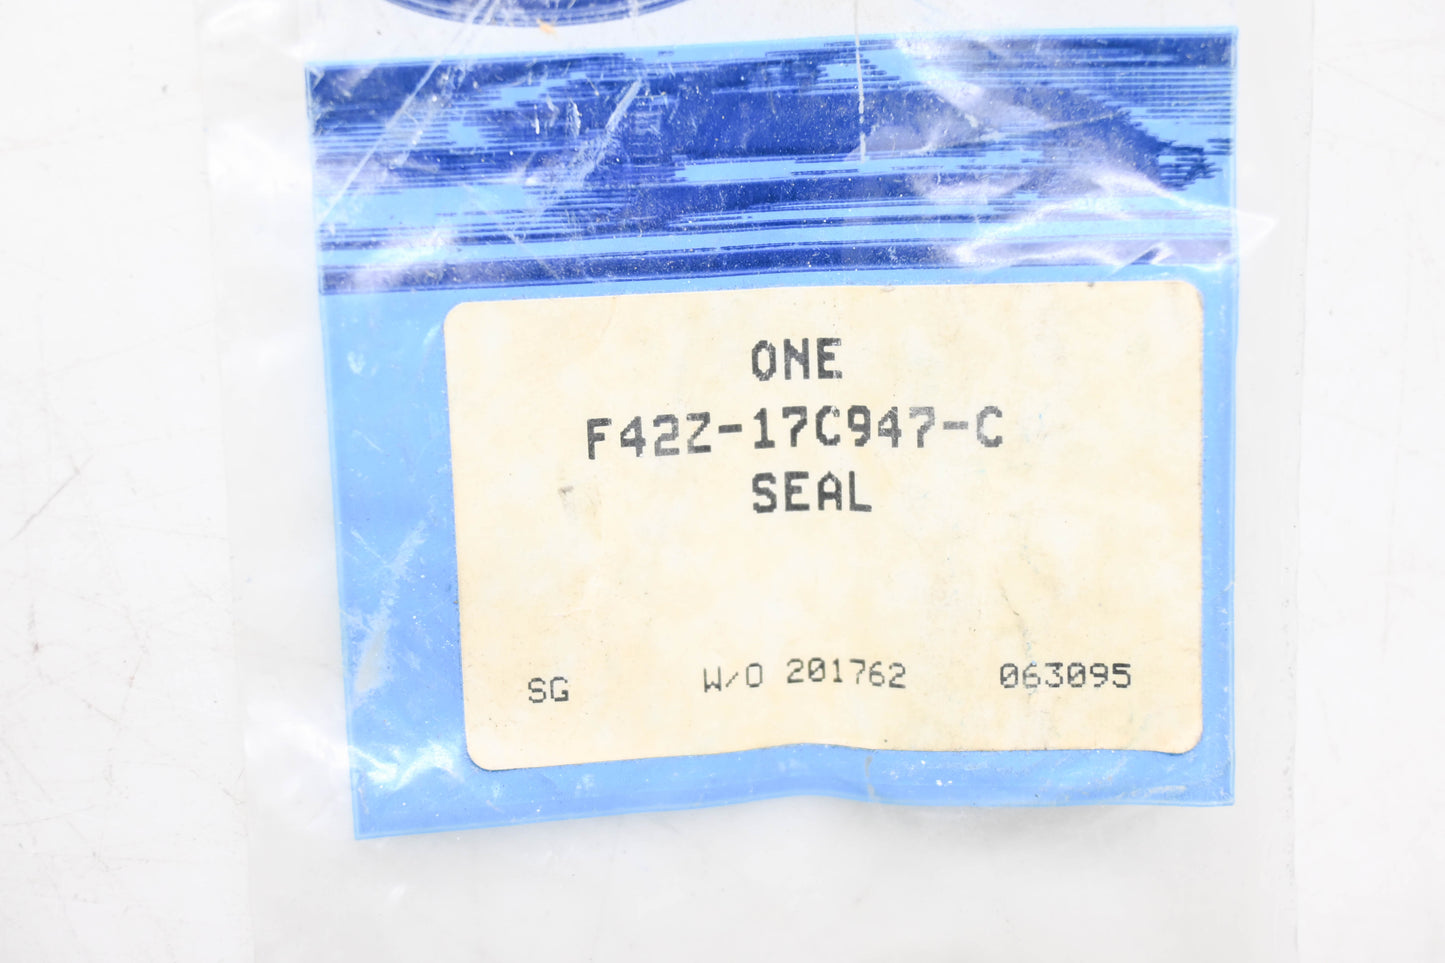 ONE
F42Z-17C947-C
SEAL
SG W/O 201762 063095